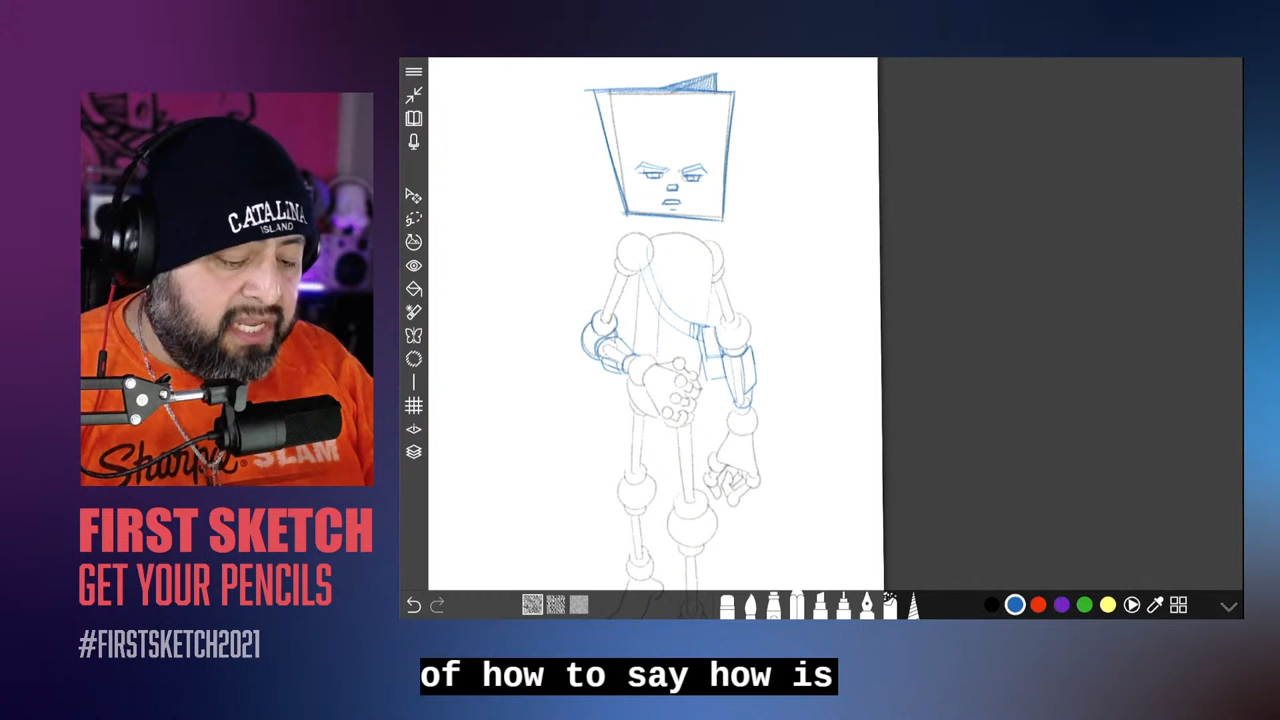 CATALINA
ISLAND
Sharpie® SLAM
FIRST SKETCH
GET YOUR PENCILS
#FIRSTSKETCH2021
of how to say how is